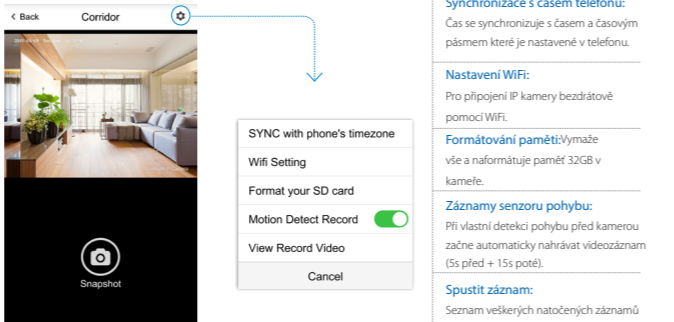 < Back
Corridor
Snapshot
SYNC with phone's timezone
Wifi Setting
Format your SD card
Motion Detect Record
View Record Video
Cancel
Synchronizace s časem telefonu:
Čas se synchronizuje s časem a časovým
pásmem které je nastavené v telefonu.
Nastavení WiFi:
Pro připojení IP kamery bezdrátově
pomocí WiFi.
Formátování paměti:Vymaže
vše a naformátuje paměť 32GB v
kameře.
Záznamy senzoru pohybu:
Při vlastní detekci pohybu před kamerou
začne automaticky nahrávat videozáznam
(5s před + 15s poté).
Spustit záznam:
Seznam veškerých natočených záznamů